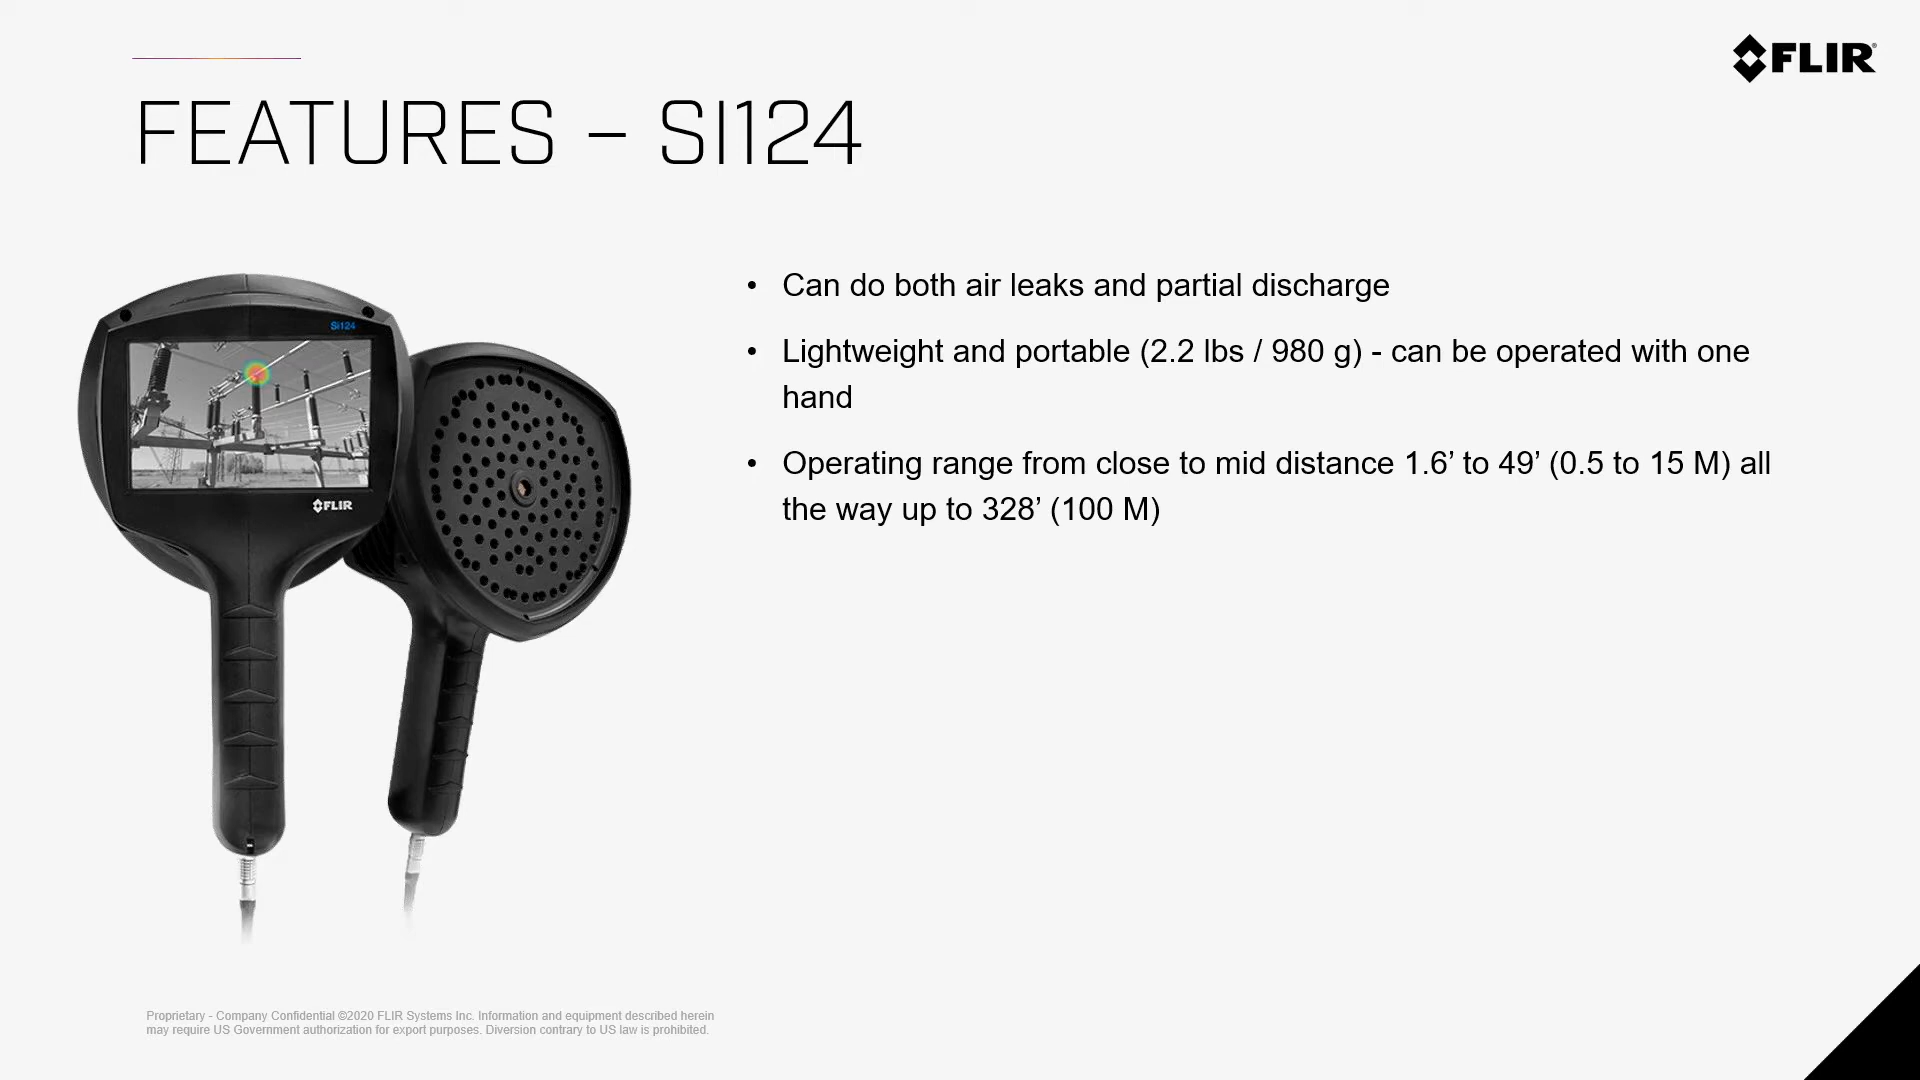 FLIR
FEATURES – SI124
Si124
FLIR
• Can do both air leaks and partial discharge
• Lightweight and portable (2.2 lbs / 980 g) - can be operated with one
hand
• Operating range from close to mid distance 1.6’ to 49’ (0.5 to 15 M) all
the way up to 328’ (100 M)
Proprietary - Company Confidential ©2020 FLIR Systems Inc. Information and equipment described herein
may require US Government authorization for export purposes. Diversion contrary to US law is prohibited.